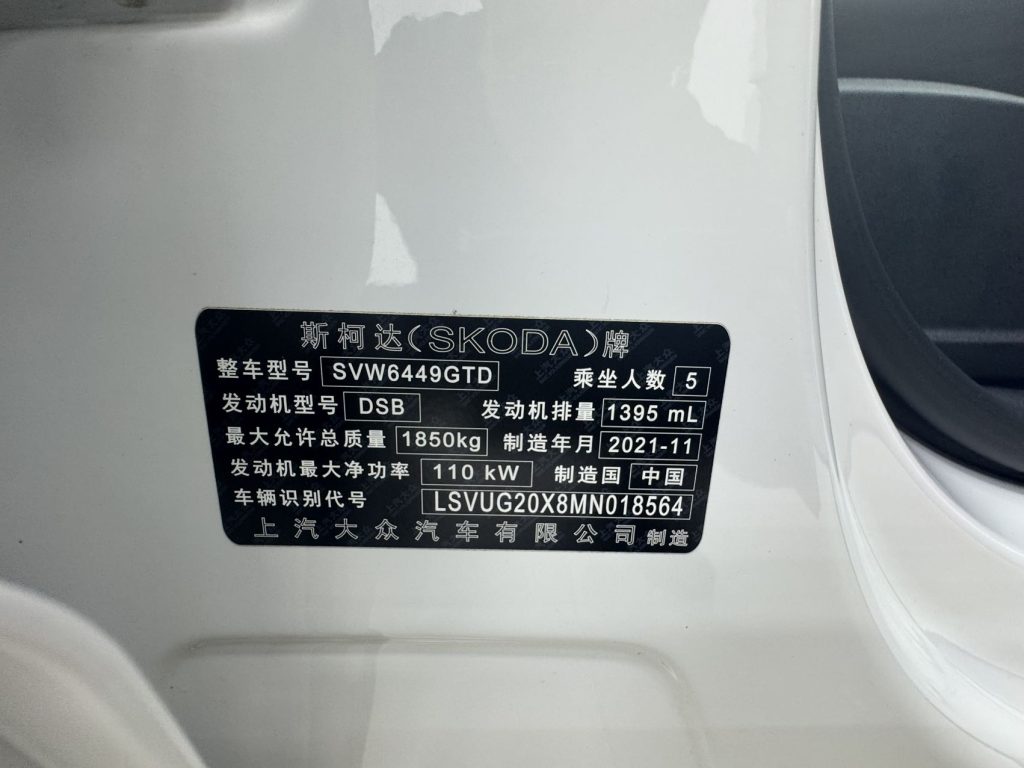 斯柯达(SKODA)牌
整车型号 SVW6449GTD 乘坐人数 5
发动机型号 DSB 发动机排量 1395 mL
最大允许总质量 1850kg 制造年月 2021-11
发动机最大净功率 110 kW 制造国 中国
车辆识别代号 LSVUG20X8MN018564
上汽大众汽车有限公司 制造